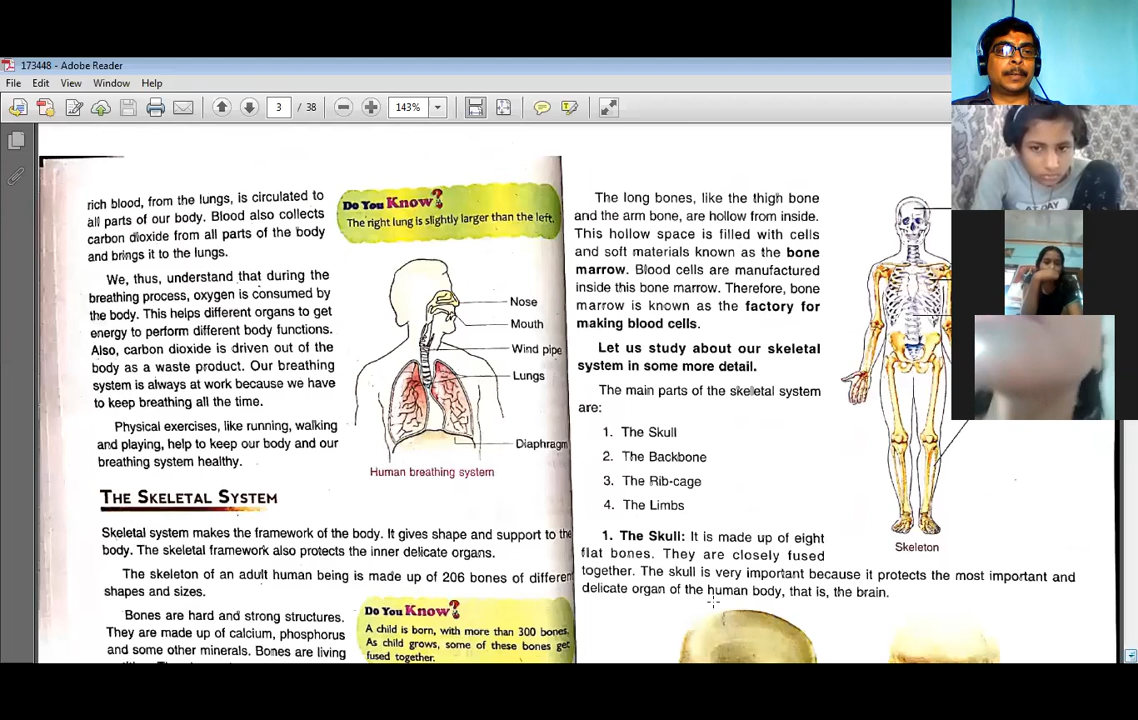 173448 - Adobe Reader
File Edit View Window Help
3 / 38 143%
rich blood, from the lungs, is circulated to
all parts of our body. Blood also collects
carbon dioxide from all parts of the body
and brings it to the lungs.
We, thus, understand that during the
breathing process, oxygen is consumed by
the body. This helps different organs to get
energy to perform different body functions.
Also, carbon dioxide is driven out of the
body as a waste product. Our breathing
system is always at work because we have
to keep breathing all the time.
Physical exercises, like running, walking
and playing, help to keep our body and our
breathing system healthy.
Do You Know?
The right lung is slightly larger than the left.
Nose
Mouth
Wind pipe
Lungs
Diaphragm
Human breathing system
THE SKELETAL SYSTEM
Skeletal system makes the framework of the body. It gives shape and support to the
body. The skeletal framework also protects the inner delicate organs.
The skeleton of an adult human being is made up of 206 bones of differen
shapes and sizes.
Bones are hard and strong structures.
They are made up of calcium, phosphorus
and some other minerals. Bones are living
Do You Know?
A child is born, with more than 300 bones.
As child grows, some of these bones get
fused together.
The long bones, like the thigh bone
and the arm bone, are hollow from inside.
This hollow space is filled with cells
and soft materials known as the bone
marrow. Blood cells are manufactured
inside this bone marrow. Therefore, bone
marrow is known as the factory for
making blood cells.
Let us study about our skeletal
system in some more detail.
The main parts of the skeletal system
are:
1. The Skull
2. The Backbone
3. The Rib-cage
4. The Limbs
Skeleton
1. The Skull: It is made up of eight
flat bones. They are closely fused
together. The skull is very important because it protects the most important and
delicate organ of the human body, that is, the brain.